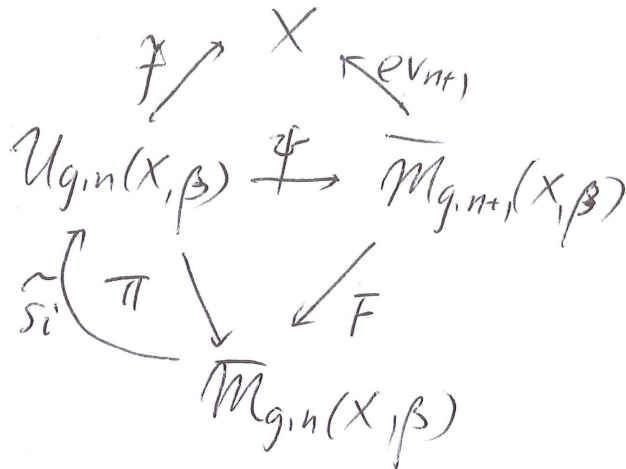 X
f ev_{n+1}
U_{g,n}(X,β) Ψ \overline{M}_{g,n+1}(X,β)
\tilde{s}_i π F
\overline{M}_{g,n}(X,β)